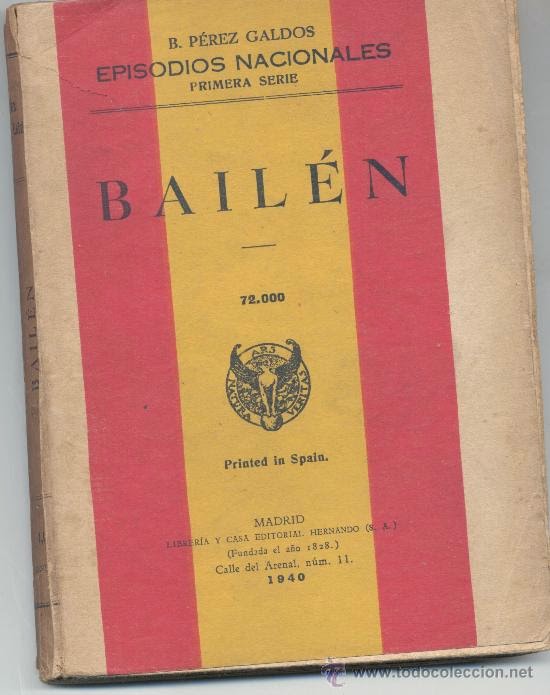 B. PÉREZ GALDOS
EPISODIOS NACIONALES
PRIMERA SERIE
BAILÉN
72.000
ARS
NATURA
VERITAS
Printed in Spain.
MADRID
LIBRERÍA Y CASA EDITORIAL HERNANDO (S. A.)
(Fundada el año 1828.)
Calle del Arenal, núm. 11.
1940
BAILÉN
www.todocoleccion.net